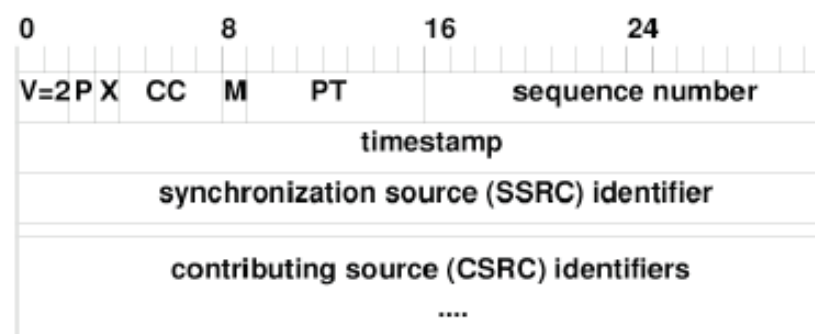 0 8 16 24
V=2 P X CC M PT sequence number
timestamp
synchronization source (SSRC) identifier
contributing source (CSRC) identifiers
....